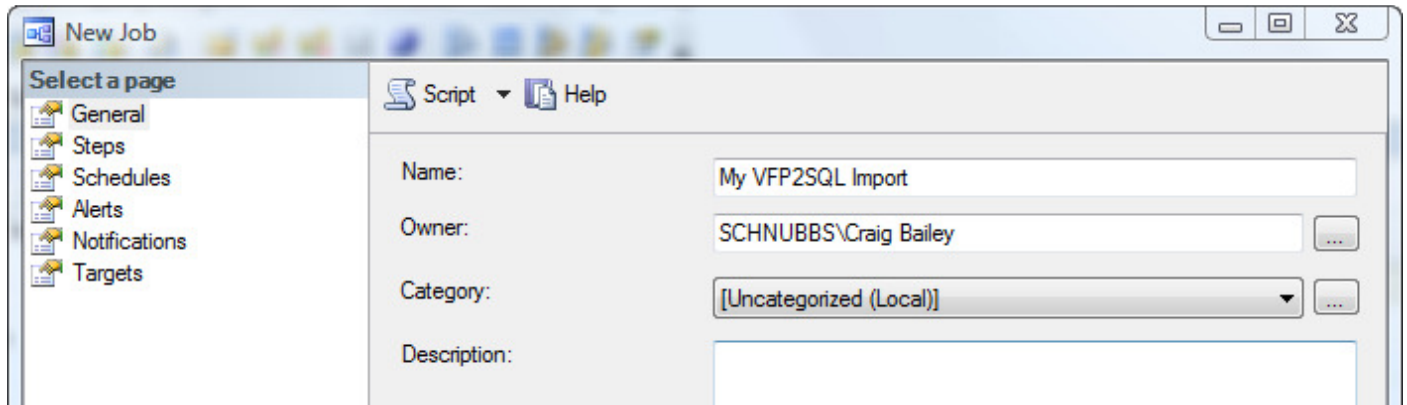 New Job
Select a page
General
Steps
Schedules
Alerts
Notifications
Targets
Script Help
Name: My VFP2SQL Import
Owner: SCHNUBBS\Craig Bailey ...
Category: [Uncategorized (Local)] ...
Description: